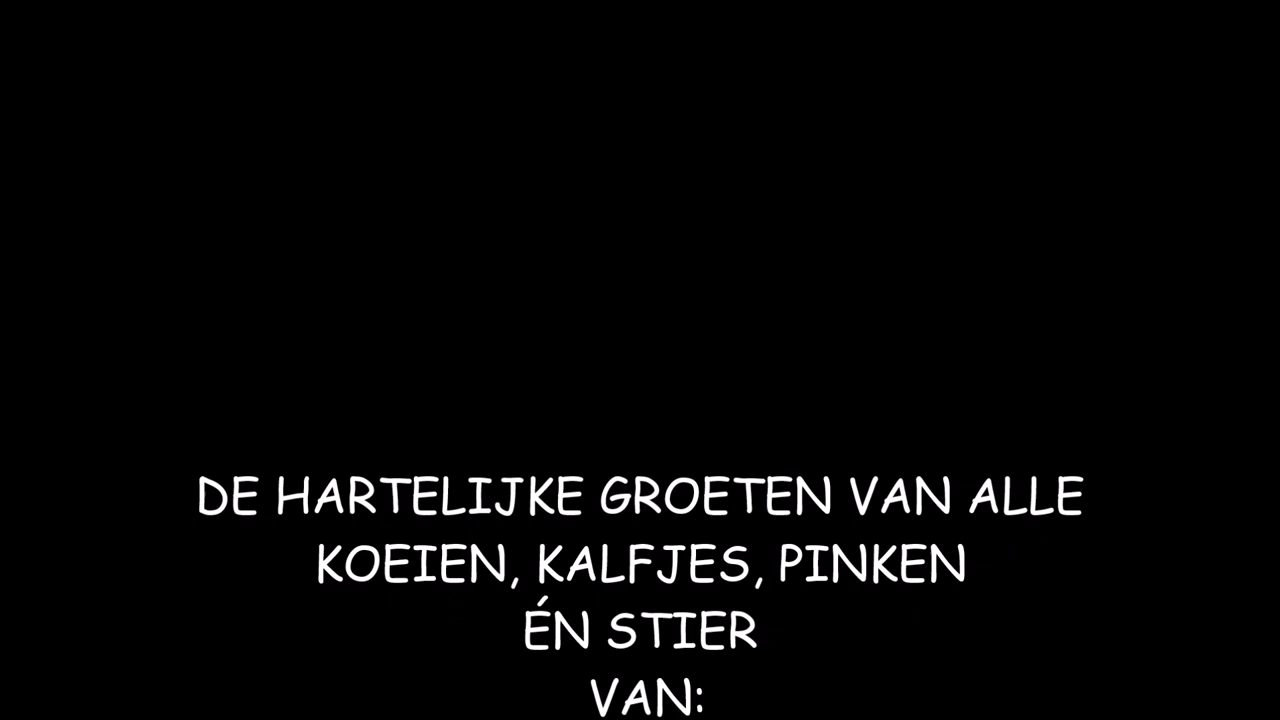 DE HARTELIJKE GROETEN VAN ALLE
KOEIEN, KALFJES, PINKEN
ÉN STIER
VAN: